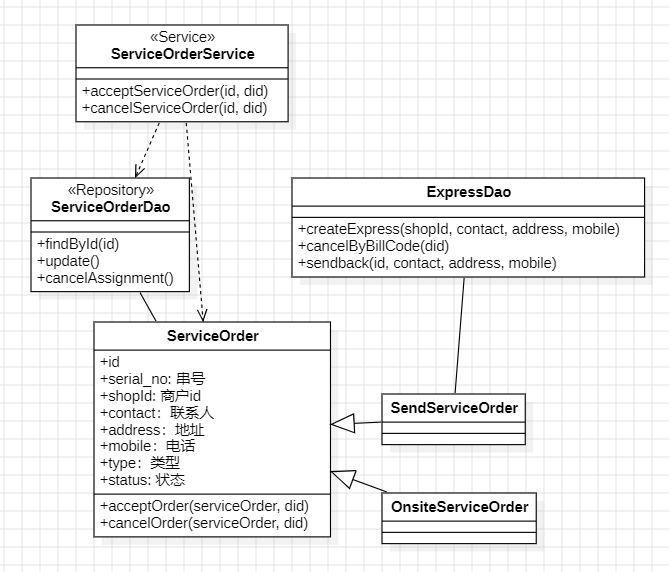 «Service»
ServiceOrderService
+acceptServiceOrder(id, did)
+cancelServiceOrder(id, did)
«Repository»
ServiceOrderDao
+findById(id)
+update()
+cancelAssignment()
ExpressDao
+createExpress(shopId, contact, address, mobile)
+cancelByBillCode(did)
+sendback(id, contact, address, mobile)
ServiceOrder
+id
+serial_no: 串号
+shopId: 商户id
+contact：联系人
+address：地址
+mobile：电话
+type：类型
+status: 状态
+acceptOrder(serviceOrder, did)
+cancelOrder(serviceOrder, did)
SendServiceOrder
OnsiteServiceOrder